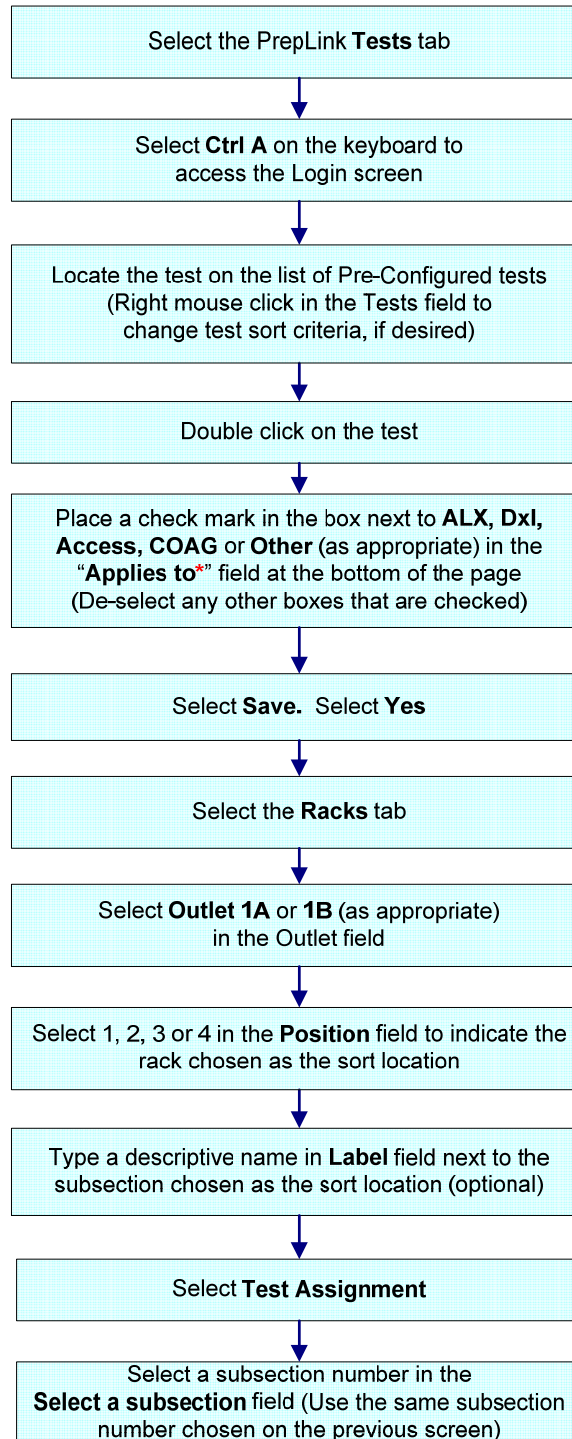 Select the PrepLink Tests tab
Select Ctrl A on the keyboard to
access the Login screen
Locate the test on the list of Pre-Configured tests
(Right mouse click in the Tests field to
change test sort criteria, if desired)
Double click on the test
Place a check mark in the box next to ALX, DxI,
Access, COAG or Other (as appropriate) in the
“Applies to*” field at the bottom of the page
(De-select any other boxes that are checked)
Select Save. Select Yes
Select the Racks tab
Select Outlet 1A or 1B (as appropriate)
in the Outlet field
Select 1, 2, 3 or 4 in the Position field to indicate the
rack chosen as the sort location
Type a descriptive name in Label field next to the
subsection chosen as the sort location (optional)
Select Test Assignment
Select a subsection number in the
Select a subsection field (Use the same subsection
number chosen on the previous screen)